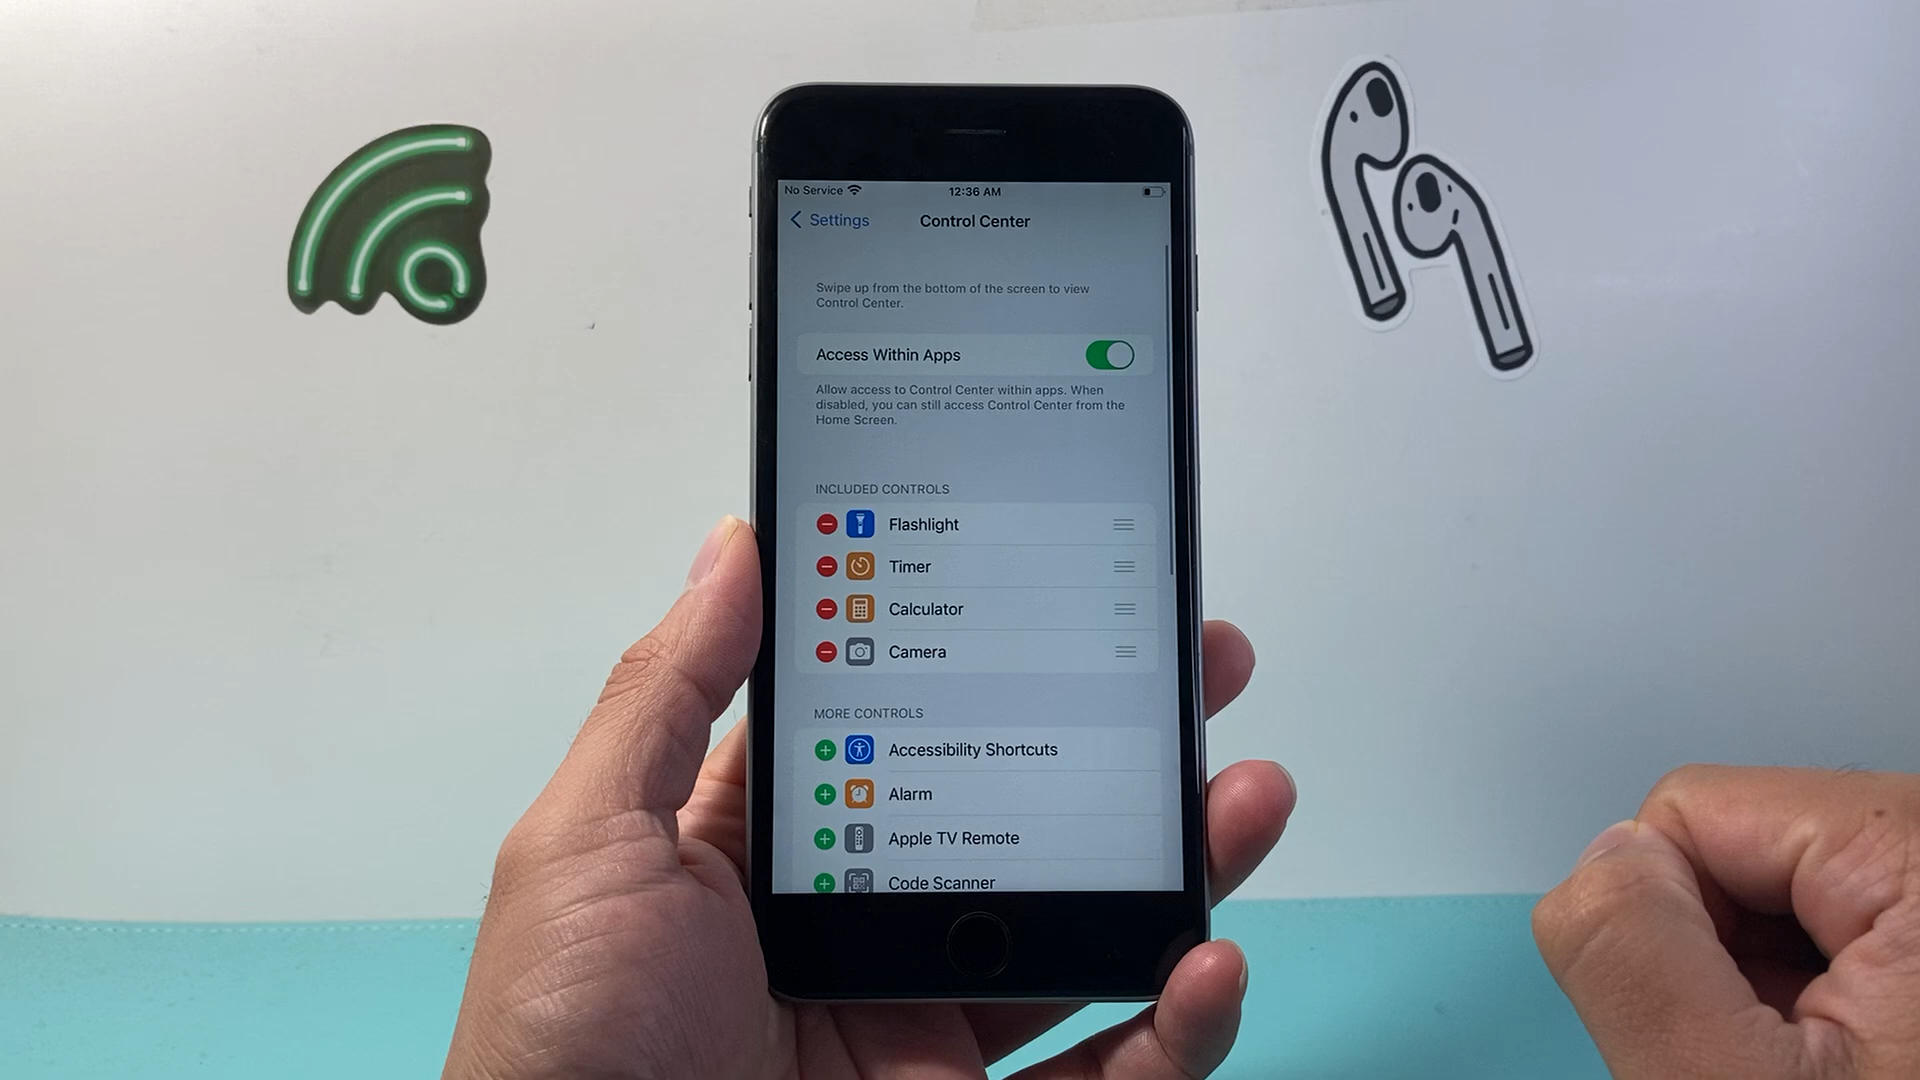 No Service
12:36 AM
Settings
Control Center
Swipe up from the bottom of the screen to view
Control Center.
Access Within Apps
Allow access to Control Center within apps. When
disabled, you can still access Control Center from the
Home Screen.
INCLUDED CONTROLS
Flashlight
Timer
Calculator
Camera
MORE CONTROLS
Accessibility Shortcuts
Alarm
Apple TV Remote
Code Scanner